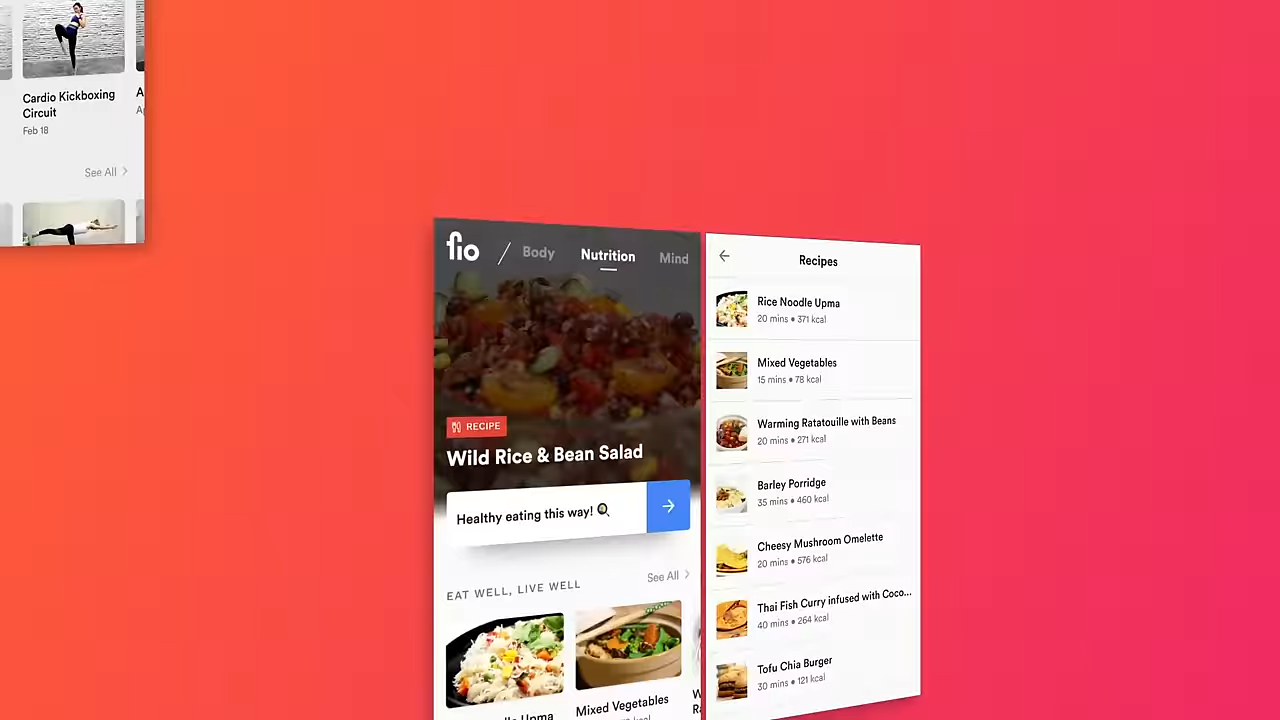 Cardio Kickboxing
Circuit
Feb 18
A
See All
fio / Body Nutrition Mind
RECIPE
Wild Rice & Bean Salad
Healthy eating this way!
EAT WELL, LIVE WELL
See All
Upma
Mixed Vegetables
Recipes
Rice Noodle Upma
20 mins • 371 kcal
Mixed Vegetables
15 mins • 78 kcal
Warming Ratatouille with Beans
20 mins • 271 kcal
Barley Porridge
35 mins • 460 kcal
Cheesy Mushroom Omelette
20 mins • 576 kcal
Thai Fish Curry infused with Coco...
40 mins • 264 kcal
Tofu Chia Burger
30 mins • 121 kcal